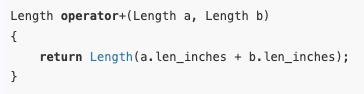 Length operator+(Length a, Length b)
{
    return Length(a.len_inches + b.len_inches);
}